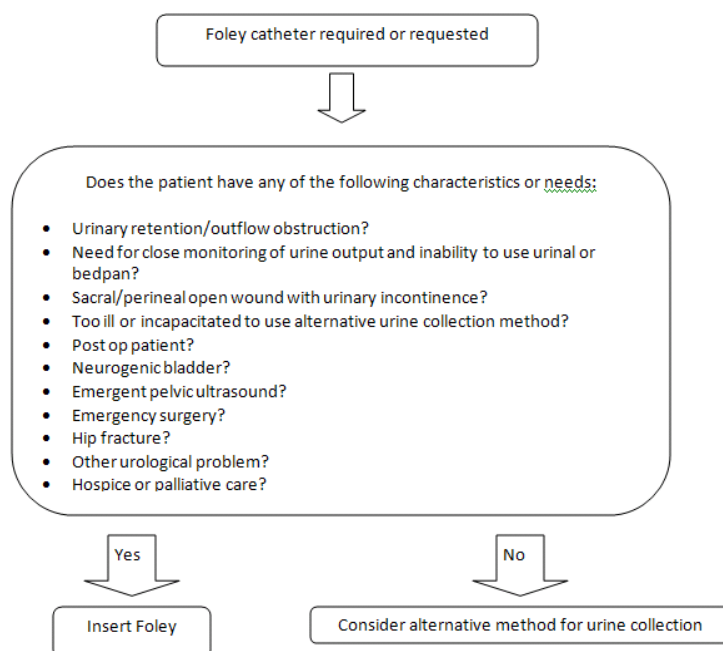 Foley catheter required or requested
Does the patient have any of the following characteristics or needs:
• Urinary retention/outflow obstruction?
• Need for close monitoring of urine output and inability to use urinal or
bedpan?
• Sacral/perineal open wound with urinary incontinence?
• Too ill or incapacitated to use alternative urine collection method?
• Post op patient?
• Neurogenic bladder?
• Emergent pelvic ultrasound?
• Emergency surgery?
• Hip fracture?
• Other urological problem?
• Hospice or palliative care?
Yes
No
Insert Foley
Consider alternative method for urine collection